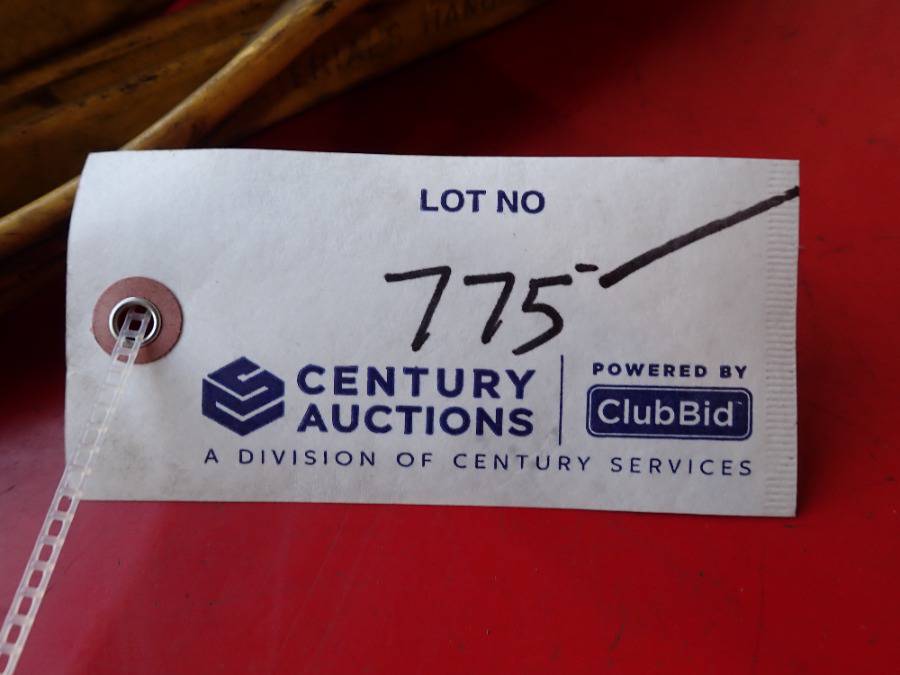 LOT NO
775
CENTURY AUCTIONS
POWERED BY
ClubBid
A DIVISION OF CENTURY SERVICES